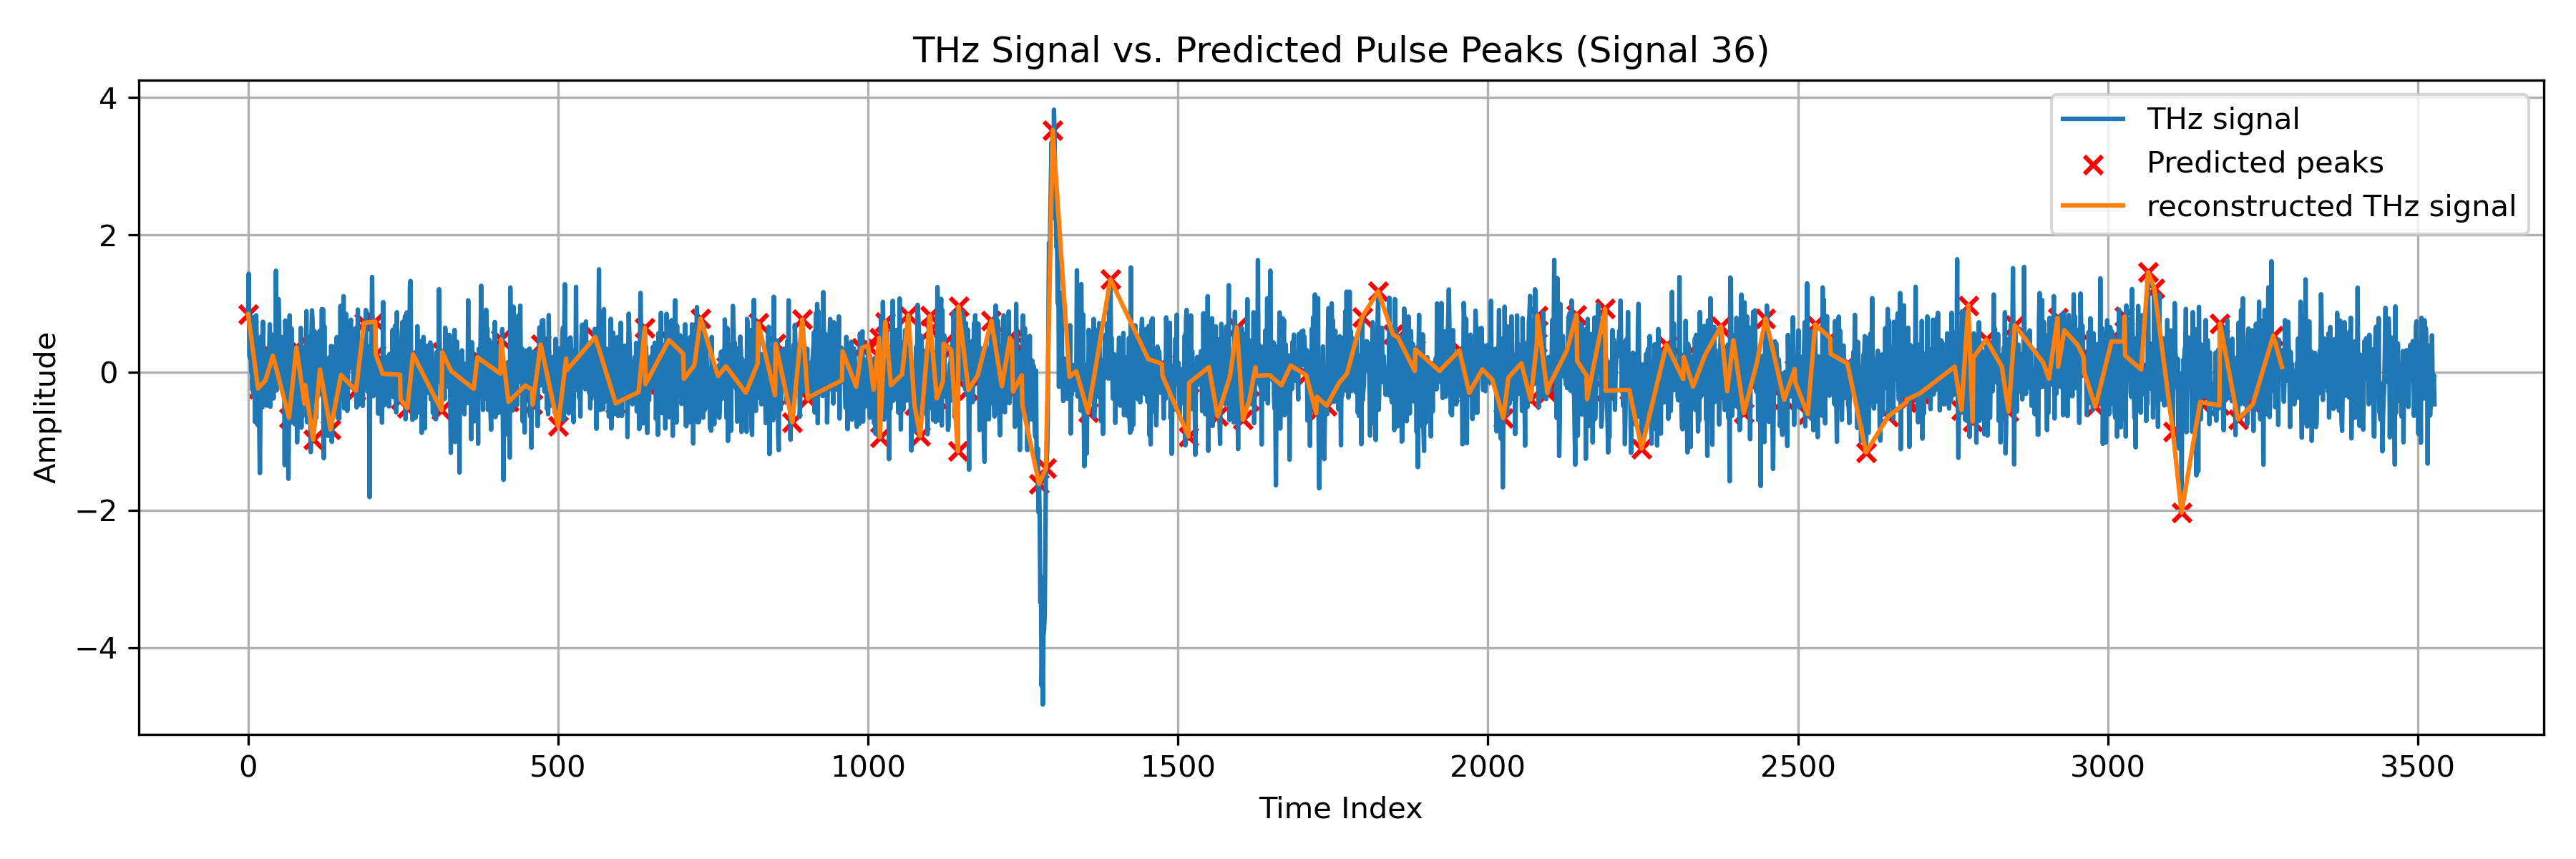 THz Signal vs. Predicted Pulse Peaks (Signal 36)
THz signal
Predicted peaks
reconstructed THz signal
Amplitude
4
2
0
−2
−4
0 500 1000 1500 2000 2500 3000 3500
Time Index